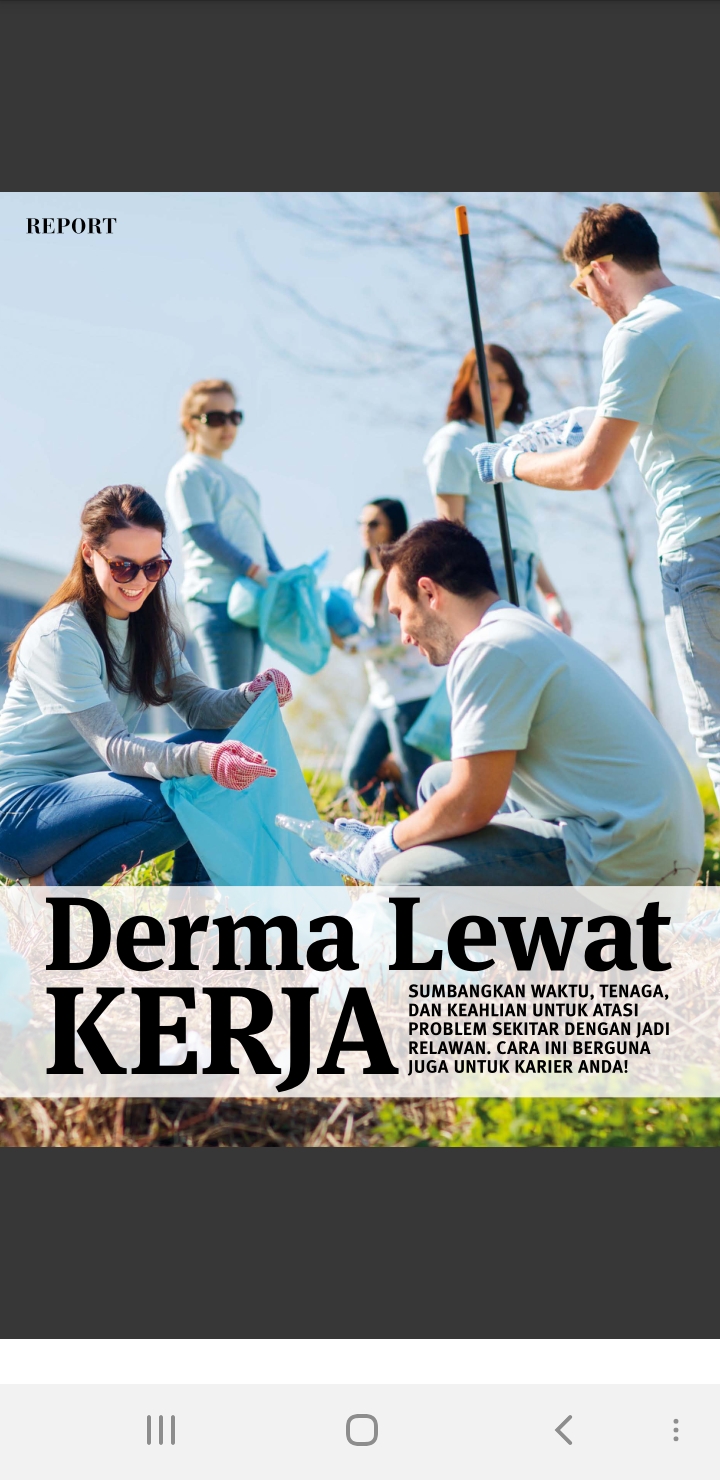 REPORT
Derma Lewat
KERJA
SUMBANGKAN WAKTU, TENAGA,
DAN KEAHLIAN UNTUK ATASI
PROBLEM SEKITAR DENGAN JADI
RELAWAN. CARA INI BERGUNA
JUGA UNTUK KARIER ANDA!